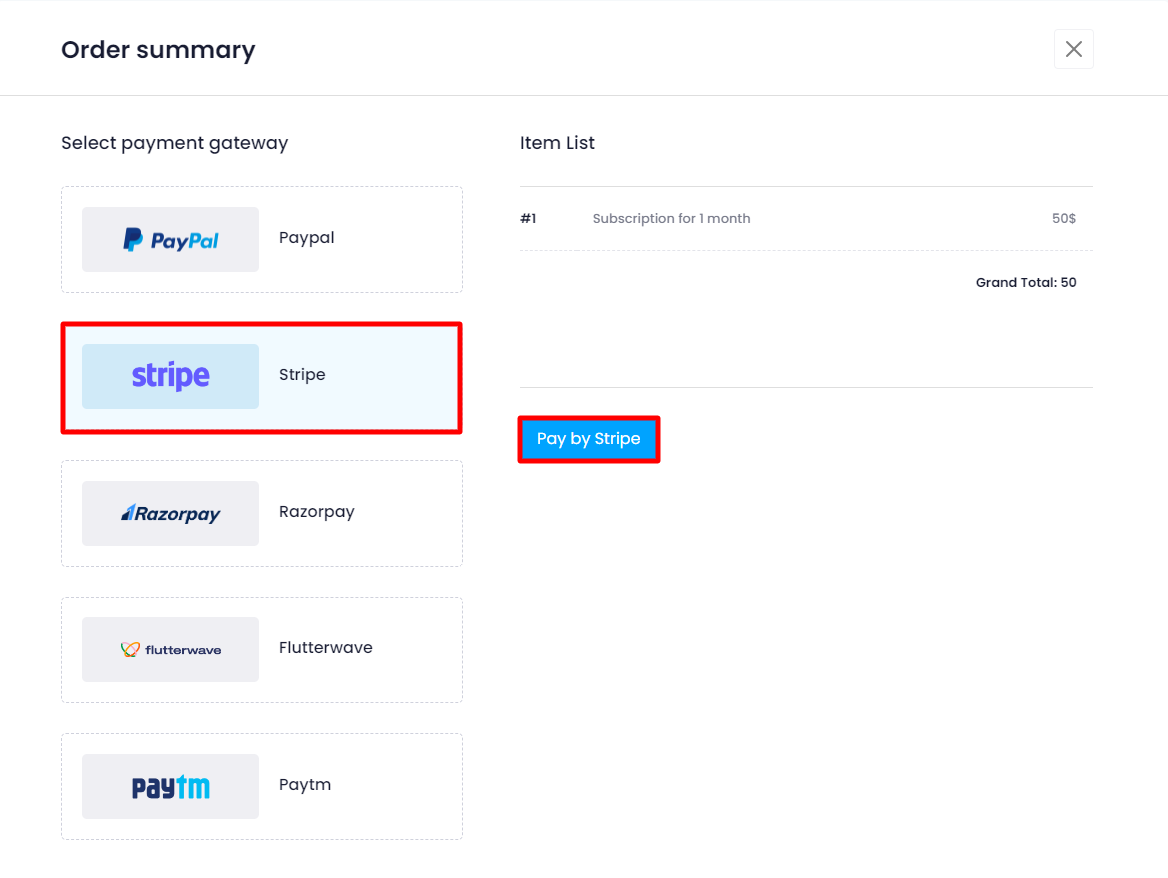 Order summary
Select payment gateway
PayPal Paypal
stripe Stripe
Razorpay Razorpay
flutterwave Flutterwave
paytm Paytm
Item List
#1 Subscription for 1 month 50$
Grand Total: 50
Pay by Stripe